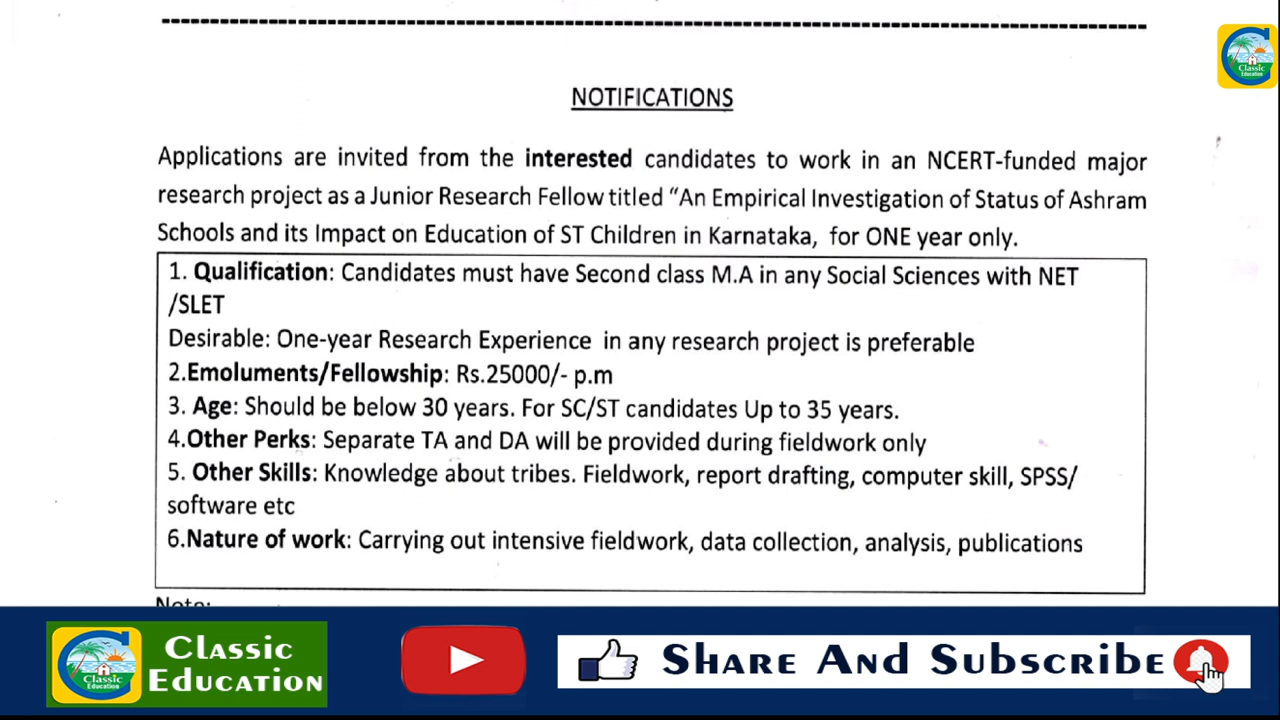 Classic
Education
NOTIFICATIONS
Applications are invited from the interested candidates to work in an NCERT-funded major
research project as a Junior Research Fellow titled “An Empirical Investigation of Status of Ashram
Schools and its Impact on Education of ST Children in Karnataka, for ONE year only.
1. Qualification: Candidates must have Second class M.A in any Social Sciences with NET
/SLET
Desirable: One-year Research Experience in any research project is preferable
2.Emoluments/Fellowship: Rs.25000/- p.m
3. Age: Should be below 30 years. For SC/ST candidates Up to 35 years.
4.Other Perks: Separate TA and DA will be provided during fieldwork only
5. Other Skills: Knowledge about tribes. Fieldwork, report drafting, computer skill, SPSS/
software etc
6.Nature of work: Carrying out intensive fieldwork, data collection, analysis, publications
Note:
Classic
Education
Classic
Education
Share And Subscribe